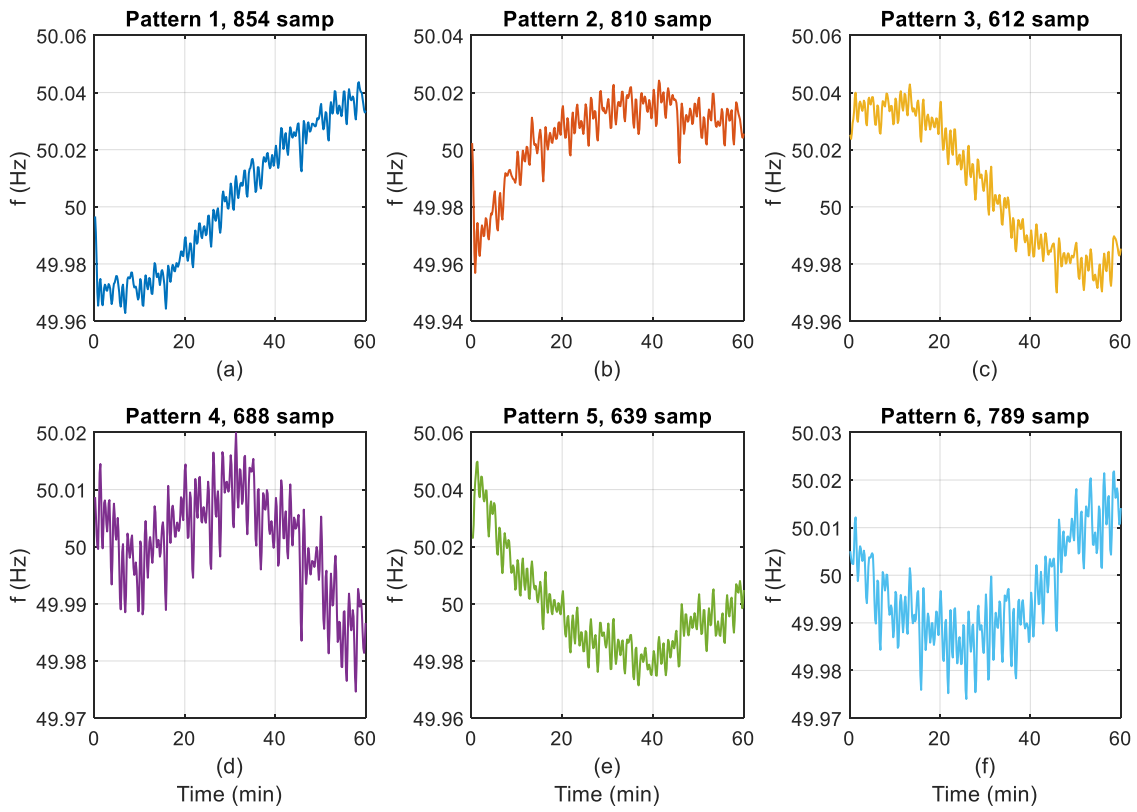 Pattern 1, 854 samp
50.06
50.04
50.02
50
49.98
49.96
f (Hz)
0 20 40 60
(a)
Pattern 2, 810 samp
50.04
50.02
50
49.98
49.96
49.94
f (Hz)
0 20 40 60
(b)
Pattern 3, 612 samp
50.06
50.04
50.02
50
49.98
49.96
f (Hz)
0 20 40 60
(c)
Pattern 4, 688 samp
50.02
50.01
50
49.99
49.98
49.97
f (Hz)
0 20 40 60
(d)
Time (min)
Pattern 5, 639 samp
50.06
50.04
50.02
50
49.98
49.96
f (Hz)
0 20 40 60
(e)
Time (min)
Pattern 6, 789 samp
50.03
50.02
50.01
50
49.99
49.98
49.97
f (Hz)
0 20 40 60
(f)
Time (min)